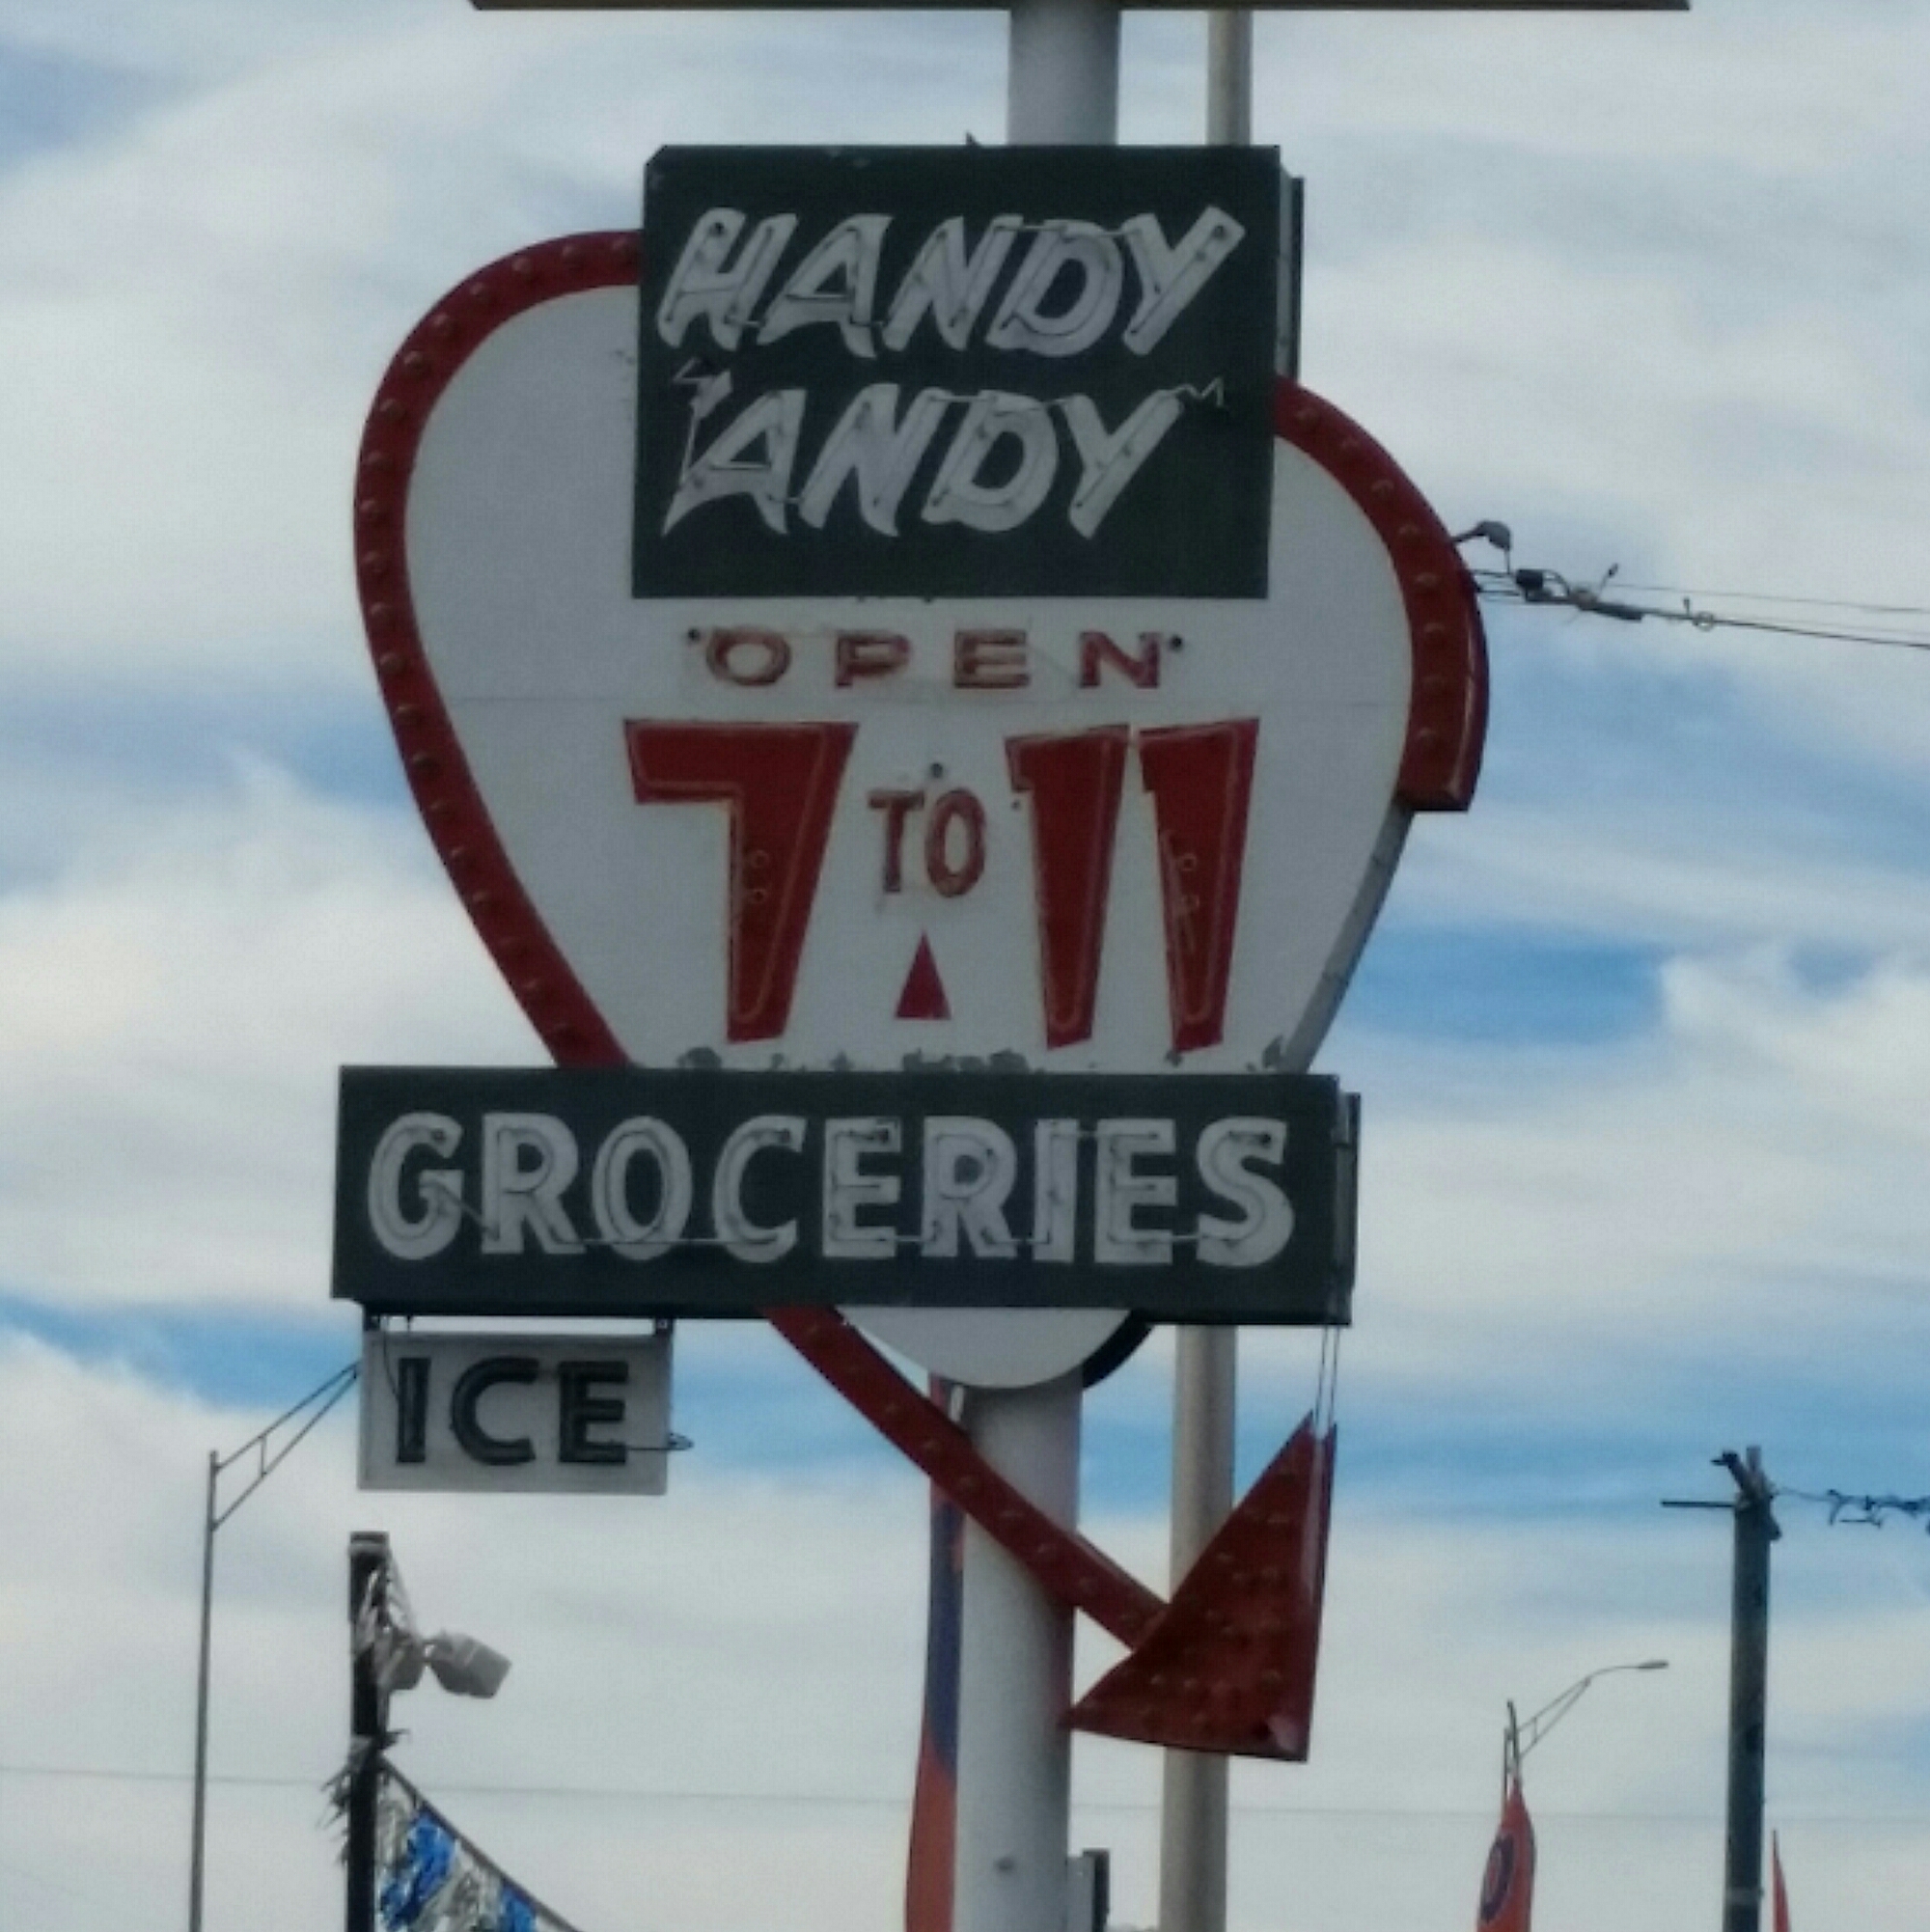 HANDY
ANDY
OPEN
7 TO 11
GROCERIES
ICE